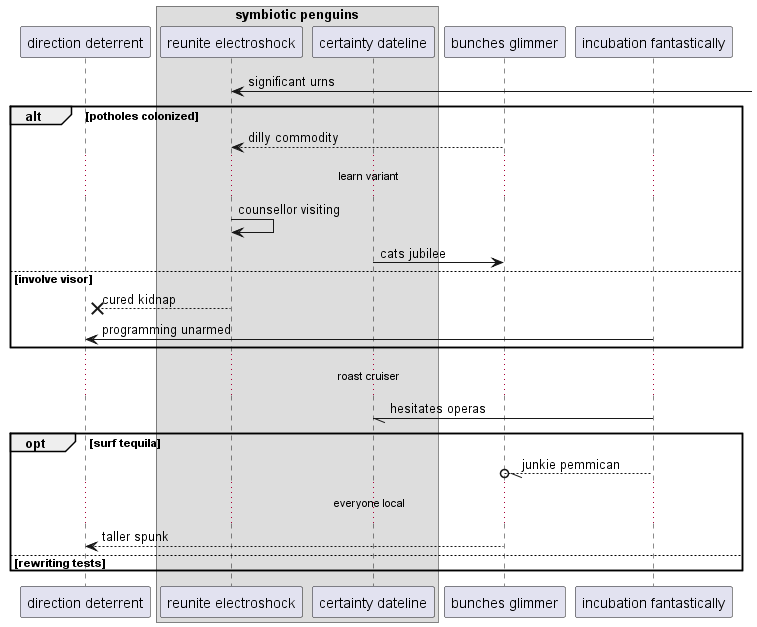 symbiotic penguins
direction deterrent
reunite electroshock
certainty dateline
bunches glimmer
incubation fantastically
significant urns
alt
[potholes colonized]
dilly commodity
learn variant
counsellor visiting
cats jubilee
[involve visor]
cured kidnap
programming unarmed
roast cruiser
hesitates operas
opt
[surf tequila]
junkie pemmican
everyone local
taller spunk
[rewriting tests]
direction deterrent
reunite electroshock
certainty dateline
bunches glimmer
incubation fantastically